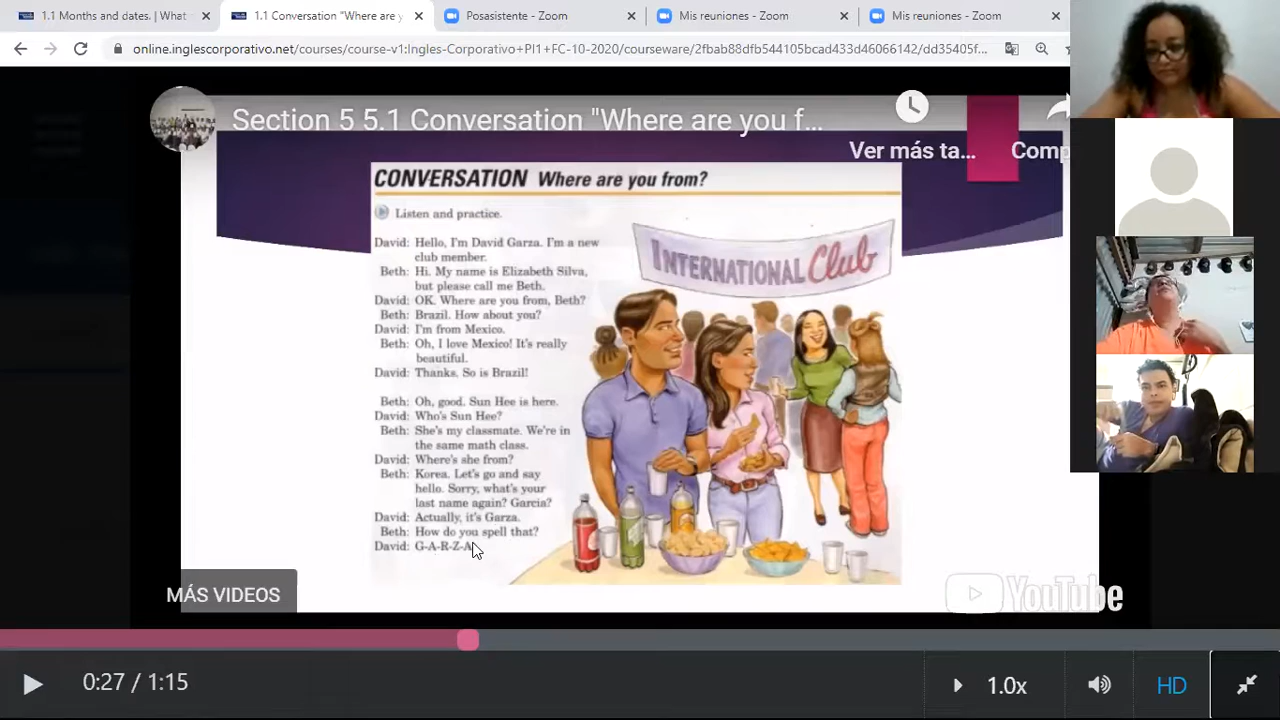 1.1 Months and dates. | What
1.1 Conversation "Where are y
Posasistente - Zoom
Mis reuniones - Zoom
Mis reuniones - Zoom
online.inglescorporativo.net/courses/course-v1:Ingles-Corporativo+PI1+FC-10-2020/courseware/2fbab88db544105bcad433d46066142/dd35405f...
Section 5 5.1 Conversation "Where are you f...
Ver más ta...
Comp
CONVERSATION Where are you from?
Listen and practice.
David: Hello, I'm David Garza. I'm a new
club member.
Beth: Hi. My name is Elizabeth Silva,
but please call me Beth.
David: OK. Where are you from, Beth?
Beth: Brazil. How about you?
David: I'm from Mexico.
Beth: Oh, I love Mexico! It's really
beautiful.
David: Thanks. So is Brazil!
Beth: Oh, good. Sun Hee is here.
David: Who's Sun Hee?
Beth: She's my classmate. We're in
the same math class.
David: Where's she from?
Beth: Korea. Let's go and say
hello. Sorry, what's your
last name again? Garcia?
David: Actually, it's Garza.
Beth: How do you spell that?
David: G-A-R-Z-A
INTERNATIONAL Club
MÁS VIDEOS
YouTube
0:27 / 1:15
1.0x
HD